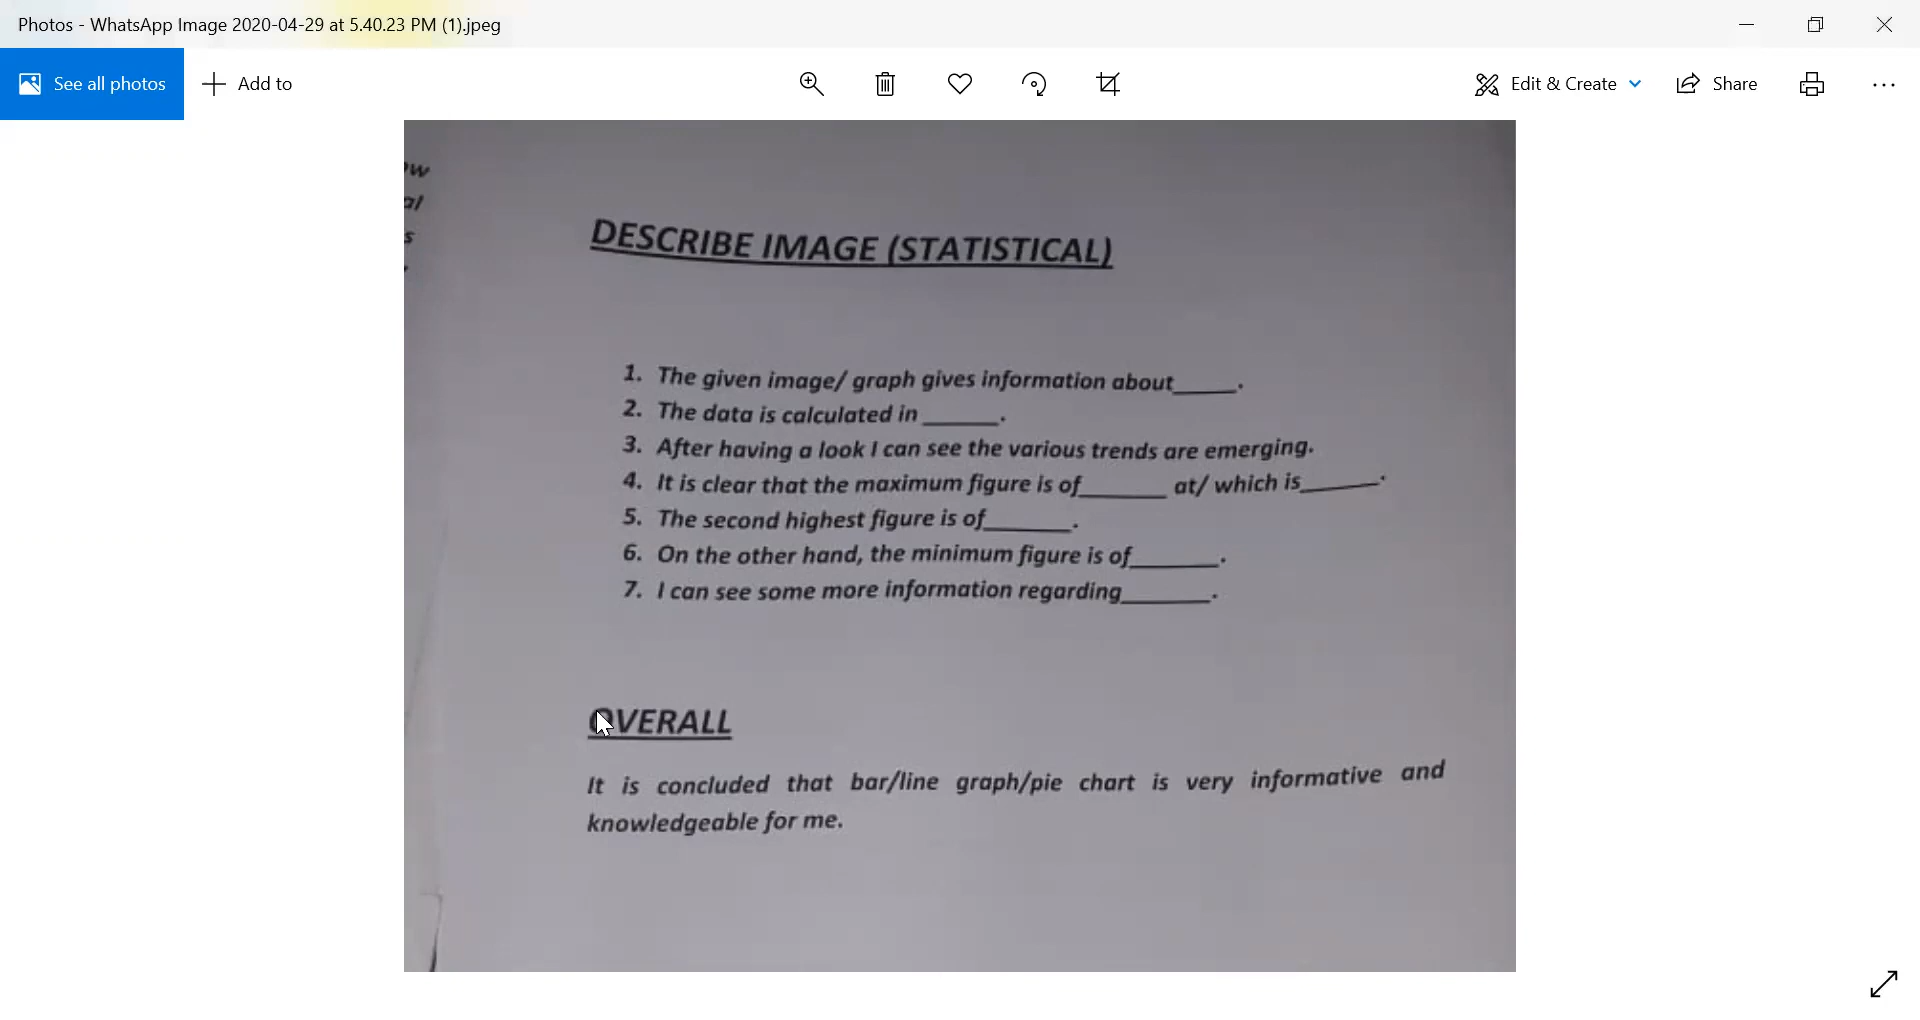 Photos - WhatsApp Image 2020-04-29 at 5.40.23 PM (1).jpeg
See all photos
Add to
Edit & Create
Share
ow
al
s
DESCRIBE IMAGE (STATISTICAL)
1. The given image/ graph gives information about_____.
2. The data is calculated in ______.
3. After having a look I can see the various trends are emerging.
4. It is clear that the maximum figure is of_______ at/ which is______.
5. The second highest figure is of_______.
6. On the other hand, the minimum figure is of_______.
7. I can see some more information regarding_______.
OVERALL
It is concluded that bar/line graph/pie chart is very informative and
knowledgeable for me.